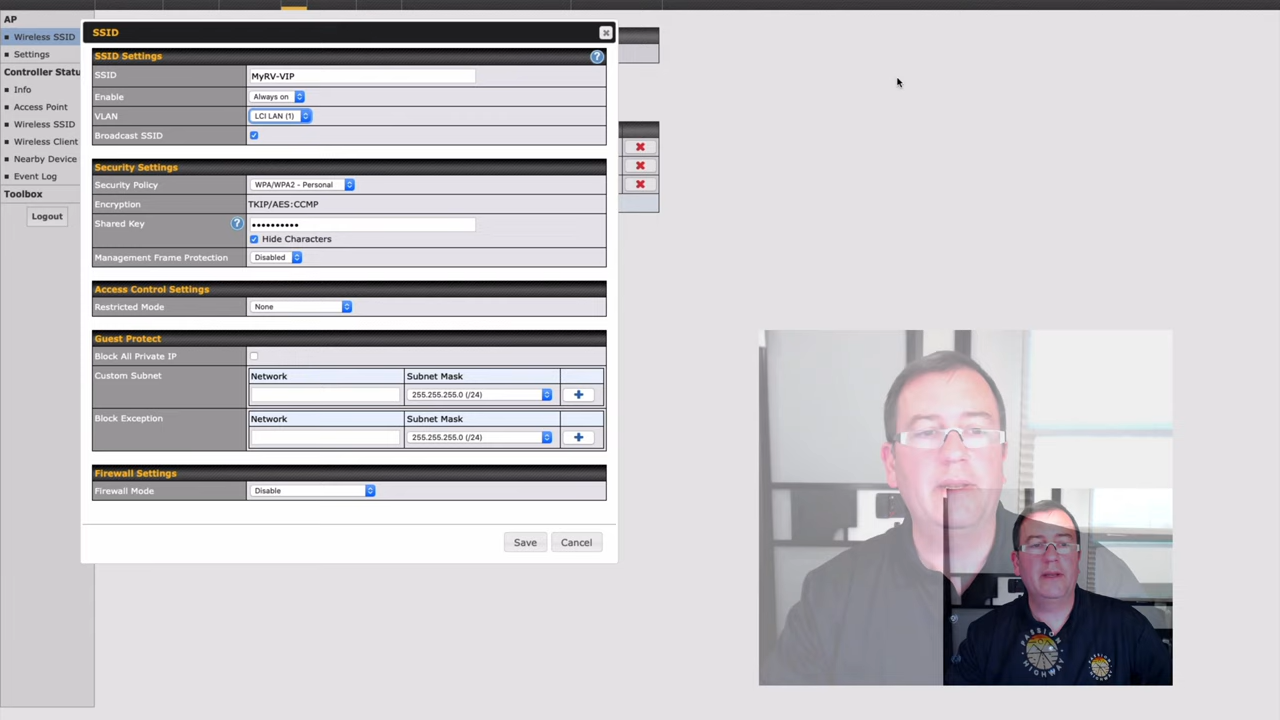 AP
Wireless SSID
Settings
Controller Statu
Info
Access Point
Wireless SSID
Wireless Client
Nearby Device
Event Log
Toolbox
Logout
SSID
SSID Settings
SSID MyRV-VIP
Enable Always on
VLAN LCI LAN (1)
Broadcast SSID
Security Settings
Security Policy WPA/WPA2 - Personal
Encryption TKIP/AES:CCMP
Shared Key ••••••••••
Hide Characters
Management Frame Protection Disabled
Access Control Settings
Restricted Mode None
Guest Protect
Block All Private IP
Custom Subnet Network Subnet Mask
255.255.255.0 (/24)
Block Exception Network Subnet Mask
255.255.255.0 (/24)
Firewall Settings
Firewall Mode Disable
Save Cancel
PASSION
HIGHWAY